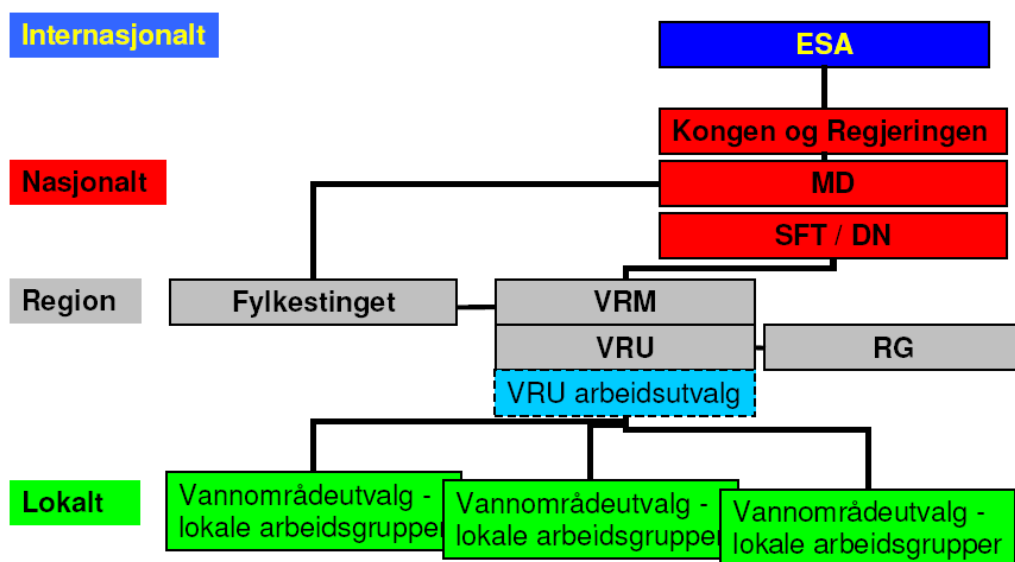 Internasjonalt
ESA
Kongen og Regjeringen
Nasjonalt
MD
SFT / DN
Region
Fylkestinget
VRM
VRU
RG
VRU arbeidsutvalg
Lokalt
Vannområdeutvalg -
lokale arbeidsgrupper
Vannområdeutvalg -
lokale arbeidsgrupper
Vannområdeutvalg -
lokale arbeidsgrupper